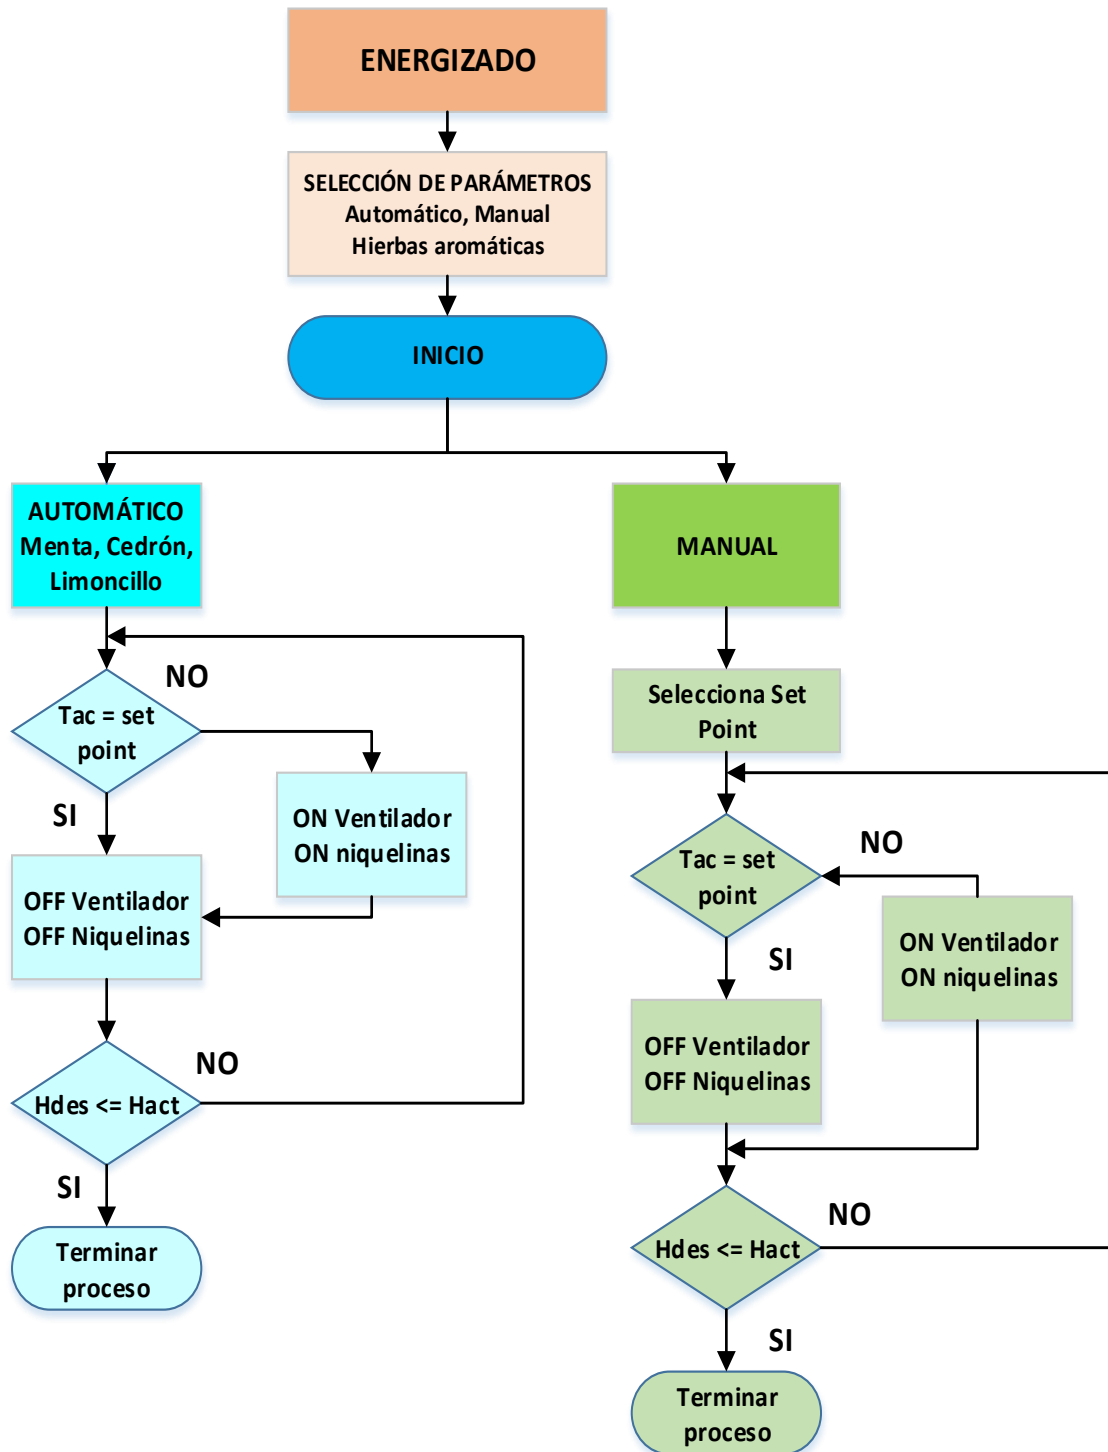 ENERGIZADO
SELECCIÓN DE PARÁMETROS
Automático, Manual
Hierbas aromáticas
INICIO
AUTOMÁTICO
Menta, Cedrón,
Limoncillo
NO
Tac = set
point
SI
ON Ventilador
ON niquelinas
OFF Ventilador
OFF Niquelinas
NO
Hdes <= Hact
SI
Terminar
proceso
MANUAL
Selecciona Set
Point
NO
Tac = set
point
SI
ON Ventilador
ON niquelinas
OFF Ventilador
OFF Niquelinas
NO
Hdes <= Hact
SI
Terminar
proceso